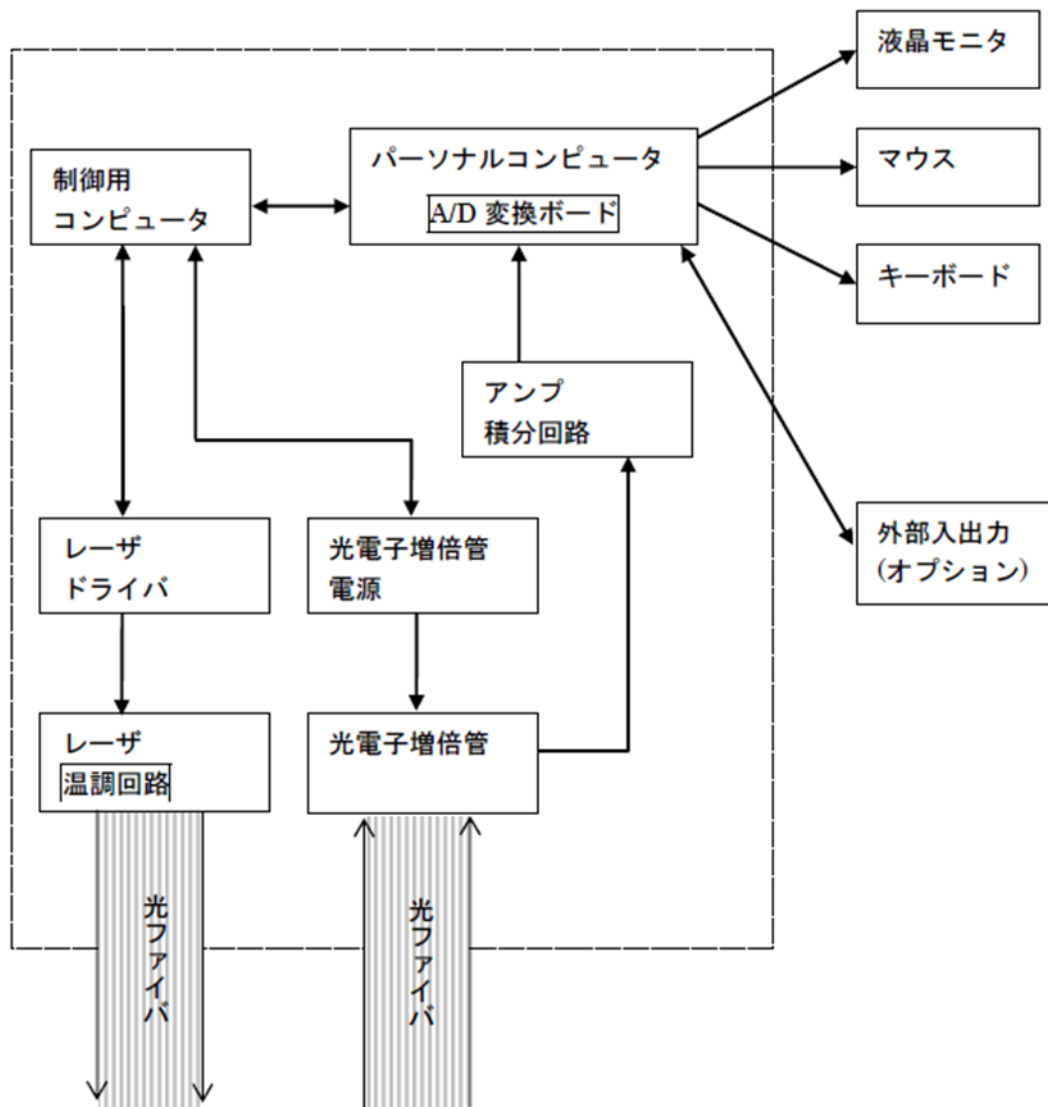 液晶モニタ
マウス
キーボード
外部入出力
(オプション)
制御用
コンピュータ
パーソナルコンピュータ
A/D 変換ボード
アンプ
積分回路
レーザ
ドライバ
光電子増倍管
電源
レーザ
温調回路
光電子増倍管
光ファイバ
光ファイバ